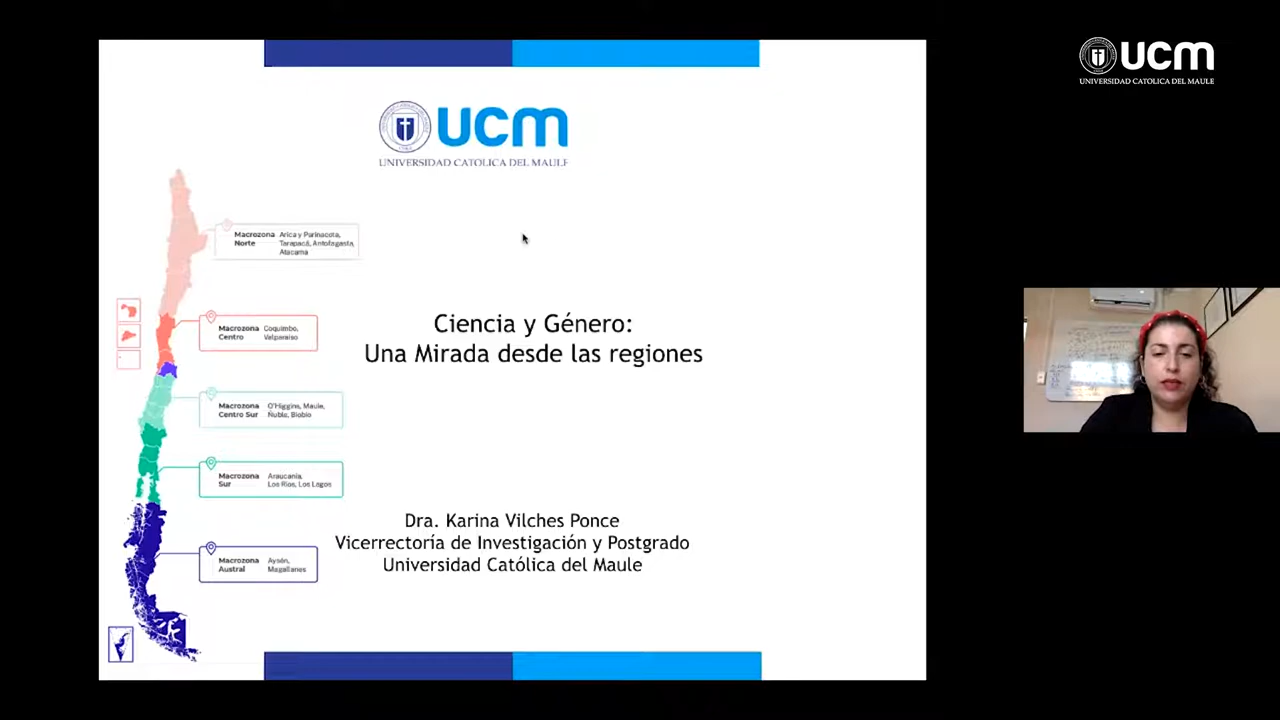 ucm
UNIVERSIDAD CATOLICA DEL MAULE
ucm
UNIVERSIDAD CATOLICA DEL MAULE
Macrozona Norte
Arica y Parinacota,
Tarapacá, Antofagasta,
Atacama
Macrozona Centro
Coquimbo,
Valparaíso
Ciencia y Género:
Una Mirada desde las regiones
Macrozona Centro Sur
O'Higgins, Maule,
Ñuble, Biobío
Macrozona Sur
Araucanía,
Los Ríos, Los Lagos
Macrozona Austral
Aysén,
Magallanes
Dra. Karina Vilches Ponce
Vicerrectoría de Investigación y Postgrado
Universidad Católica del Maule